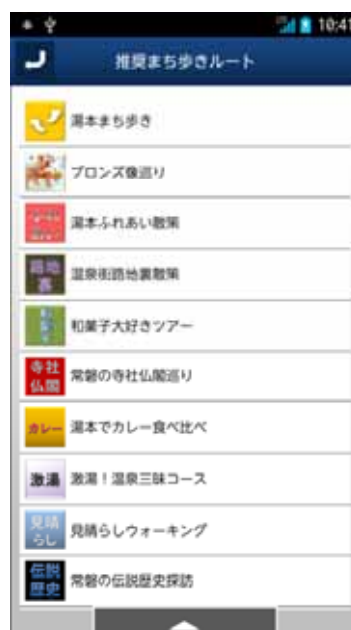 10:41
推奨まち歩きルート
湯本まち歩き
ブロンズ像巡り
湯本ふれあい散策
路地裏
温泉街路地裏散策
和菓子大好きツアー
寺社
仏閣
常磐の寺社仏閣巡り
カレー
湯本でカレー食べ比べ
激湯
激湯！温泉三昧コース
見晴
らし
見晴らしウォーキング
伝説
歴史
常磐の伝説歴史探訪